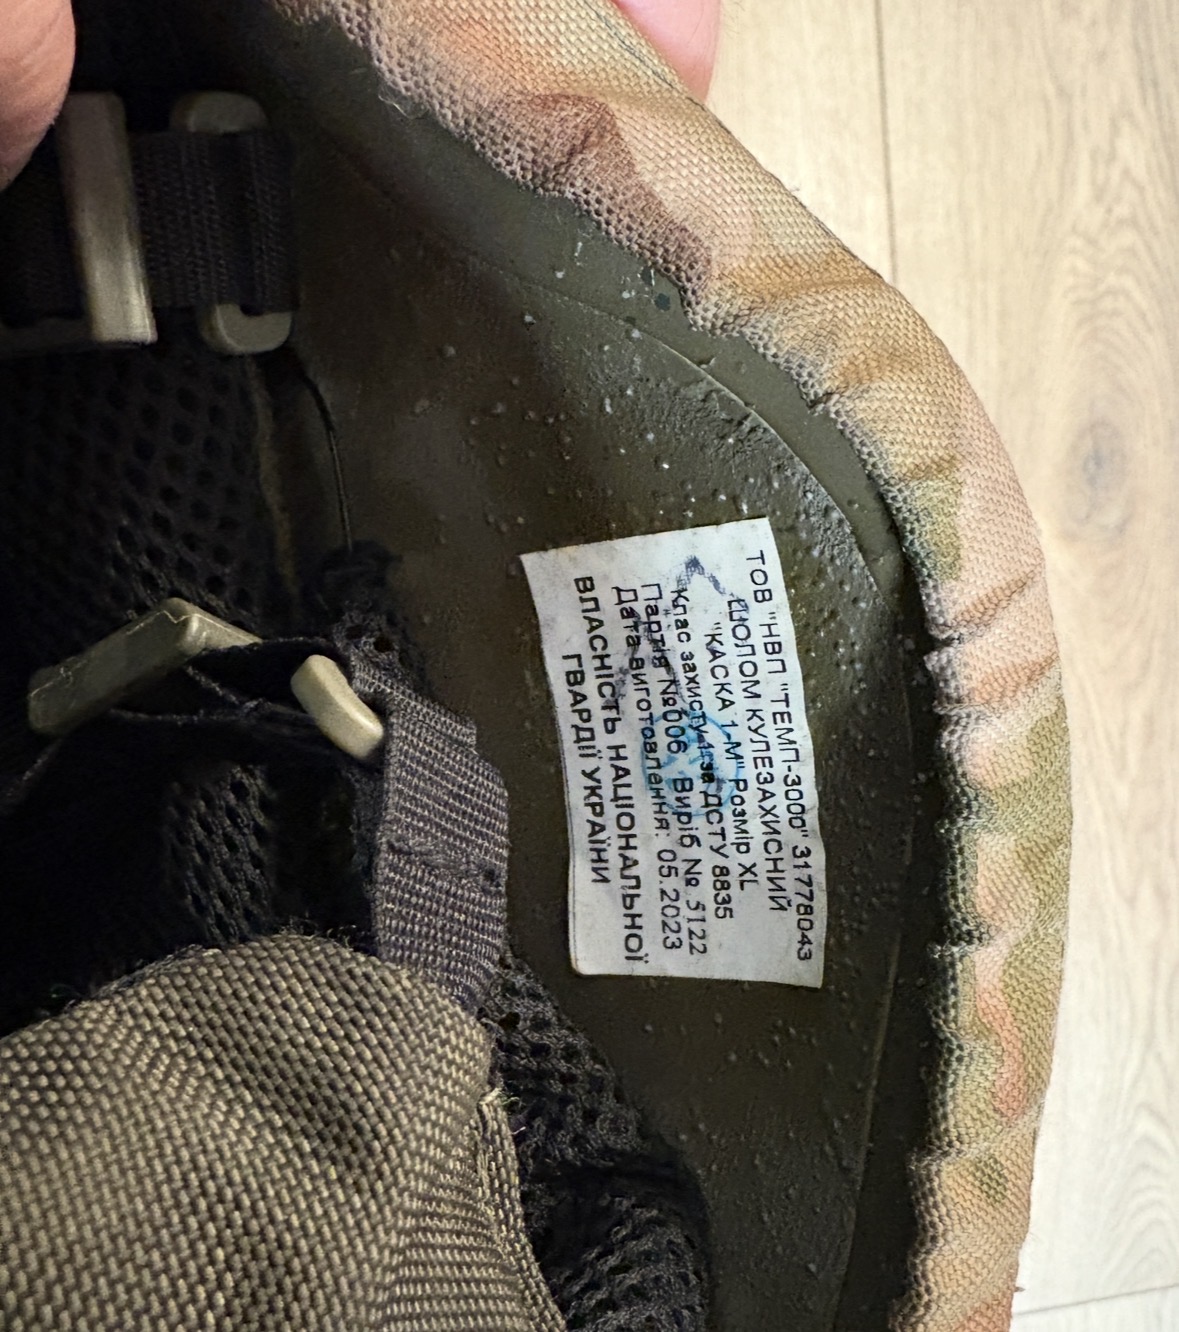 ТОВ "НВП "ТЕМП-3000" 31778043
ШОЛОМ КУЛЕЗАХИСНИЙ
"КАСКА 1-М" Розмір XL
Клас захисту 1 за ДСТУ 8835
Партія №006 Виріб № 5122
Дата виготовлення: 05.2023
ВЛАСНІСТЬ НАЦІОНАЛЬНОЇ
ГВАРДІЇ УКРАЇНИ